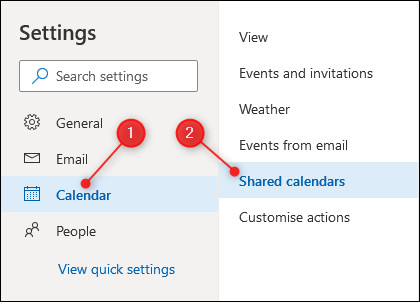 Settings
Search settings
General
Email
Calendar
People
View quick settings
1
2
View
Events and invitations
Weather
Events from email
Shared calendars
Customise actions